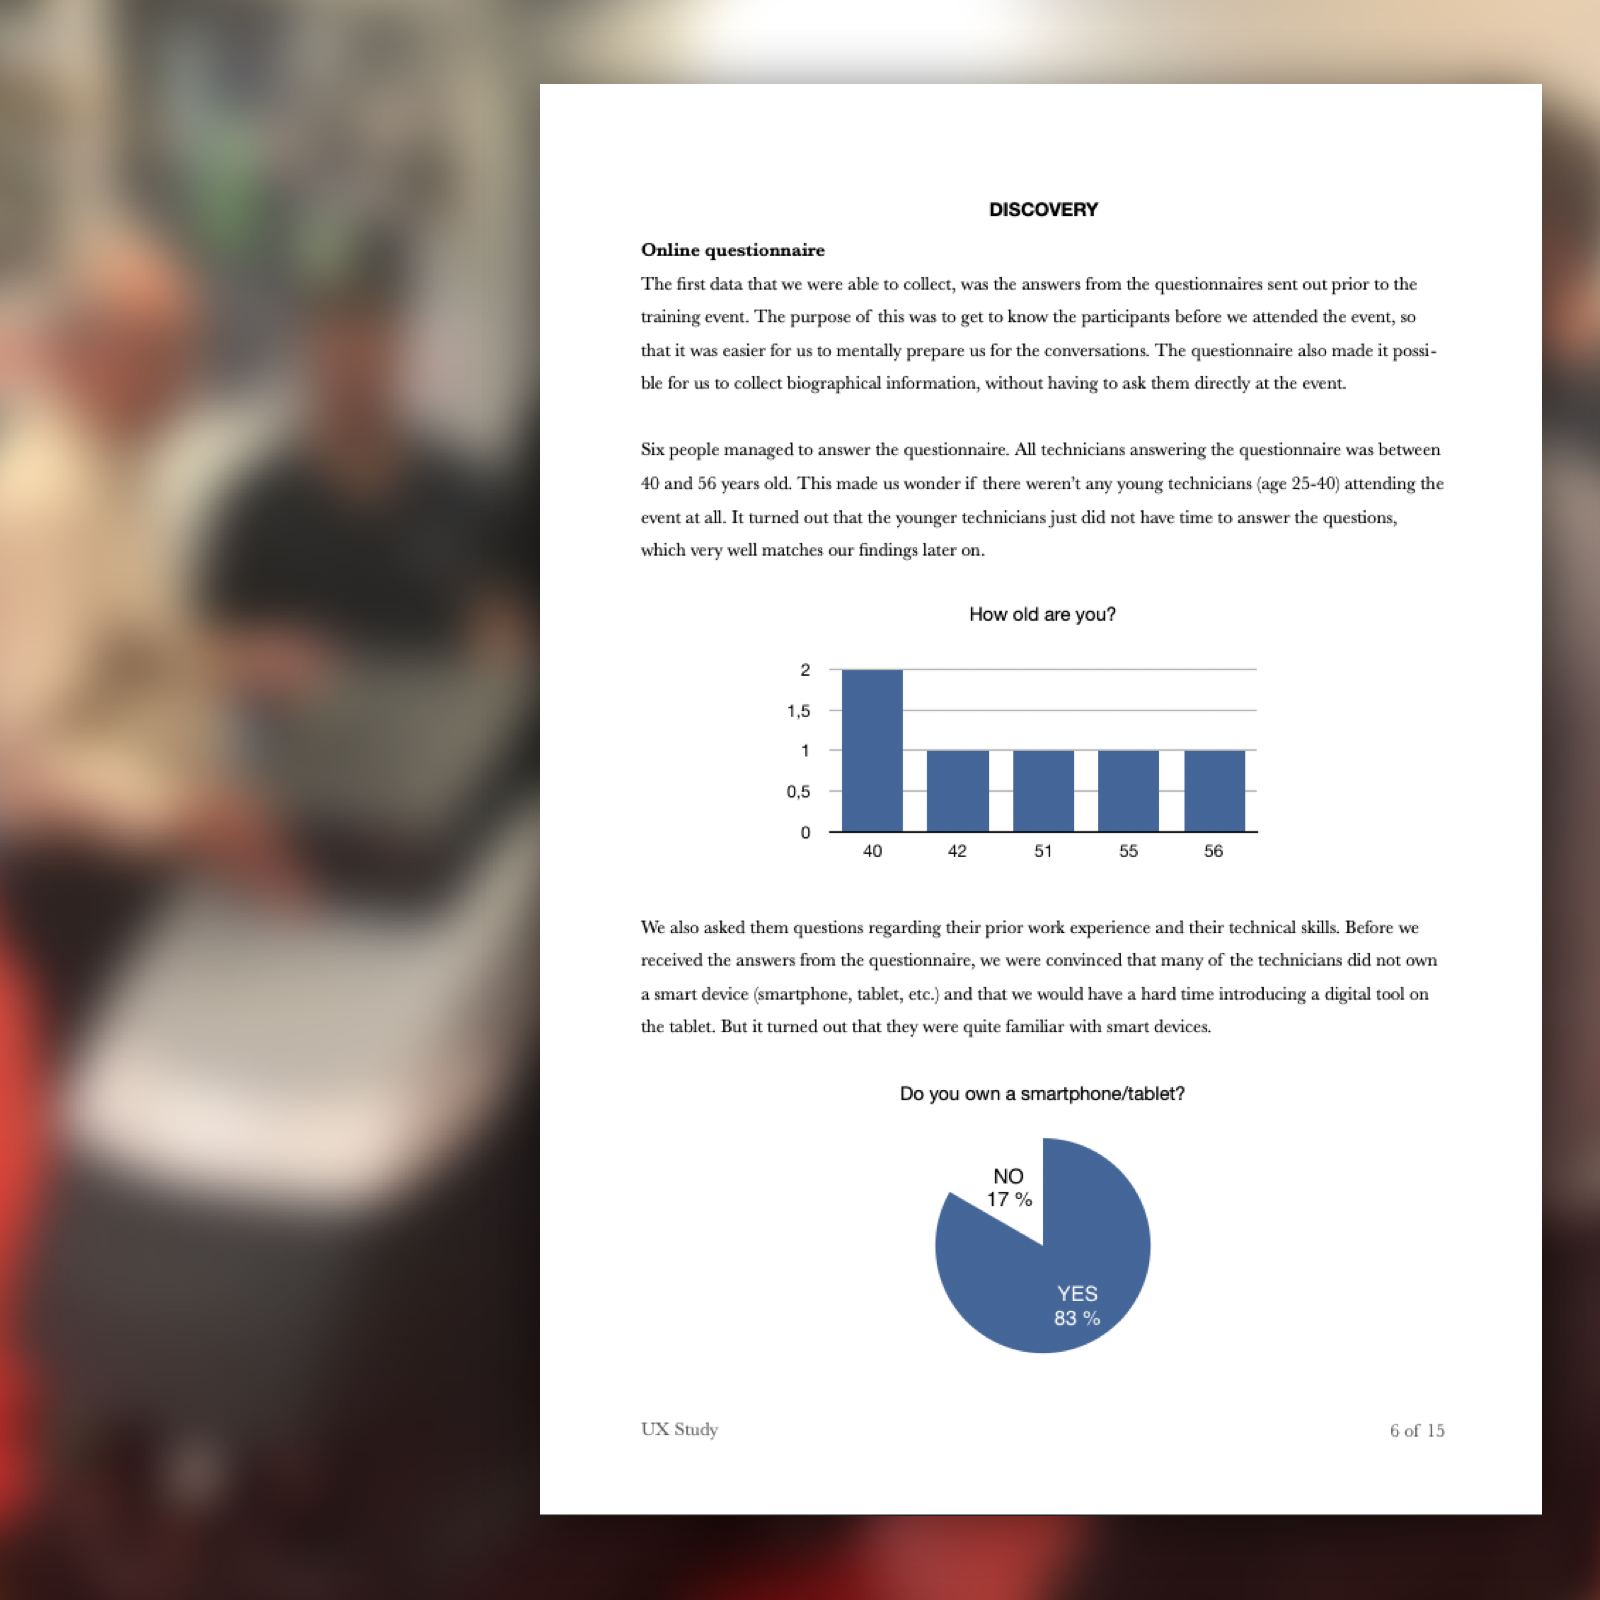 DISCOVERY
Online questionnaire
The first data that we were able to collect, was the answers from the questionnaires sent out prior to the
training event. The purpose of this was to get to know the participants before we attended the event, so
that it was easier for us to mentally prepare us for the conversations. The questionnaire also made it possi-
ble for us to collect biographical information, without having to ask them directly at the event.
Six people managed to answer the questionnaire. All technicians answering the questionnaire was between
40 and 56 years old. This made us wonder if there weren't any young technicians (age 25-40) attending the
event at all. It turned out that the younger technicians just did not have time to answer the questions,
which very well matches our findings later on.
How old are you?
2
1,5
1
0,5
0
40 42 51 55 56
We also asked them questions regarding their prior work experience and their technical skills. Before we
received the answers from the questionnaire, we were convinced that many of the technicians did not own
a smart device (smartphone, tablet, etc.) and that we would have a hard time introducing a digital tool on
the tablet. But it turned out that they were quite familiar with smart devices.
Do you own a smartphone/tablet?
NO
17 %
YES
83 %
UX Study 6 of 15